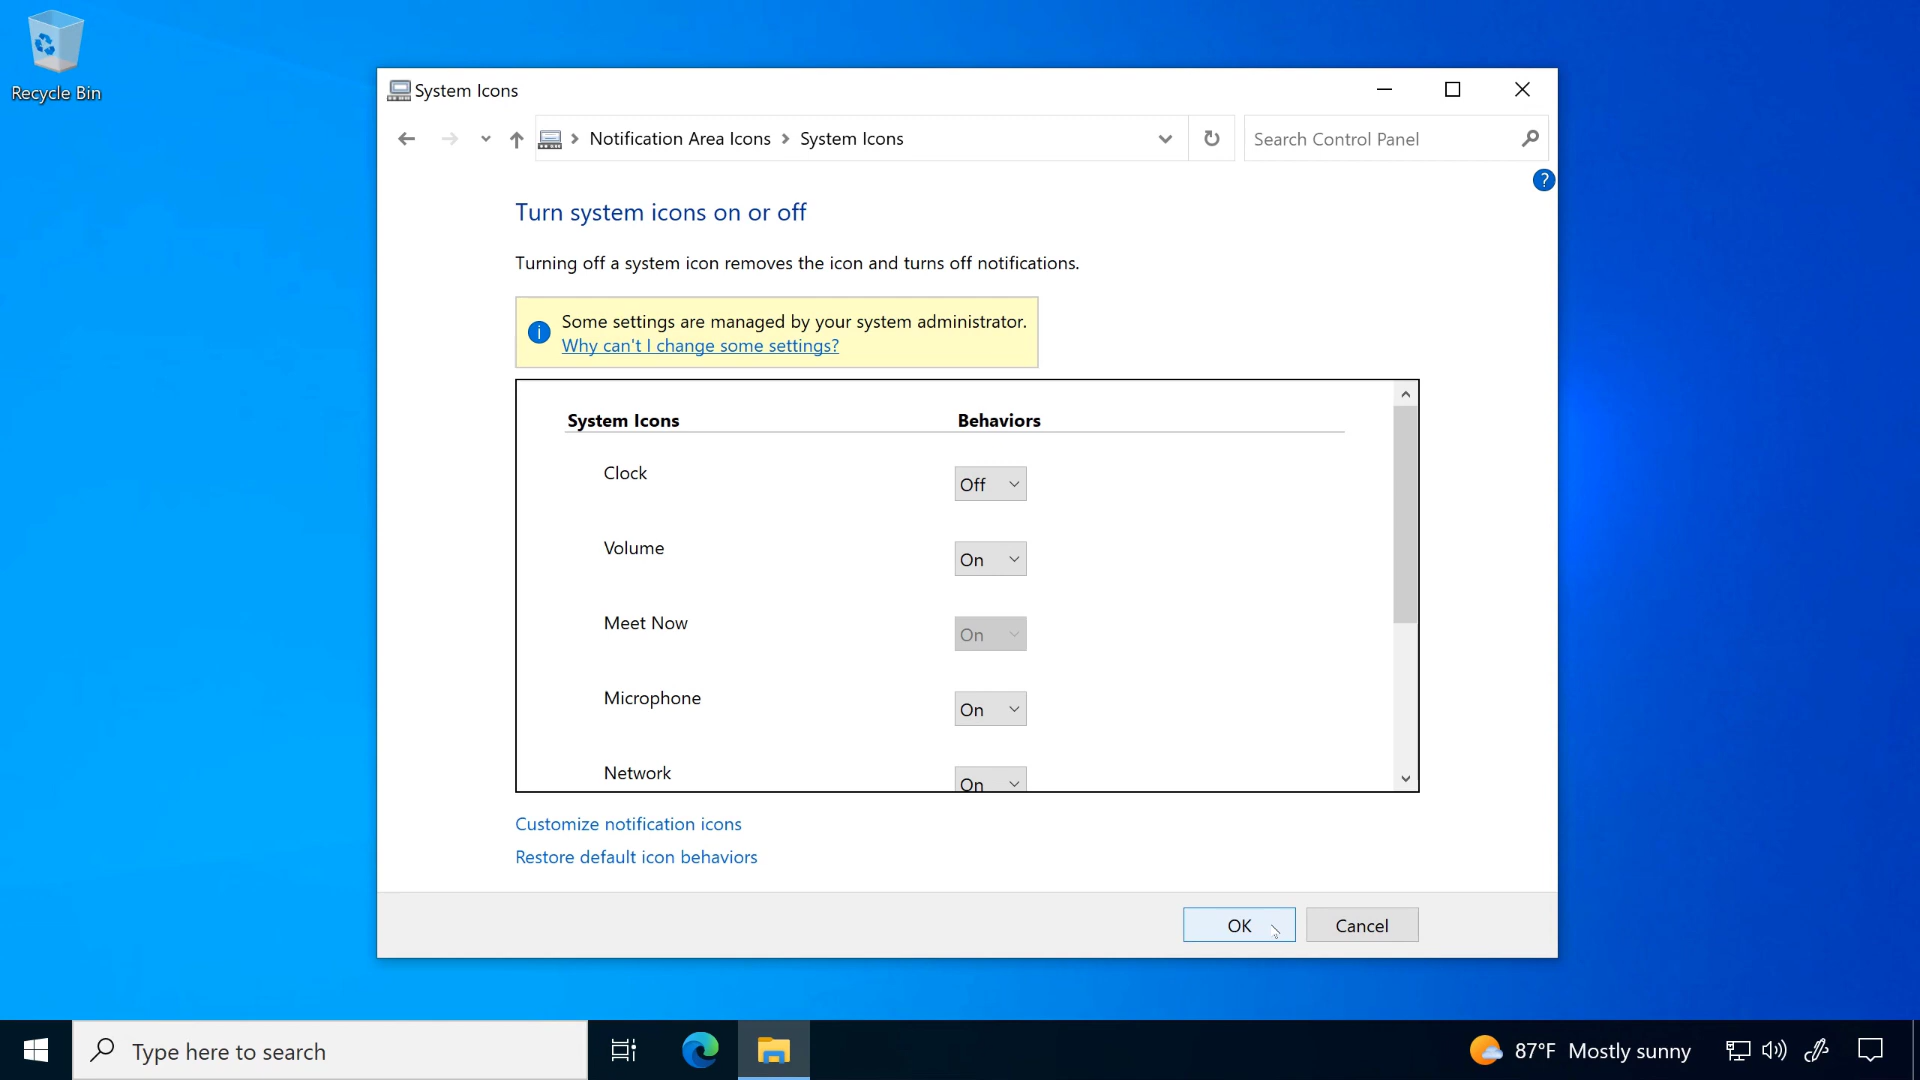 Recycle Bin
System Icons
Notification Area Icons
System Icons
Search Control Panel
?
Turn system icons on or off
Turning off a system icon removes the icon and turns off notifications.
i
Some settings are managed by your system administrator.
Why can't I change some settings?
System Icons
Behaviors
Clock
Off
Volume
On
Meet Now
On
Microphone
On
Network
On
Customize notification icons
Restore default icon behaviors
OK
Cancel
Type here to search
87°F Mostly sunny